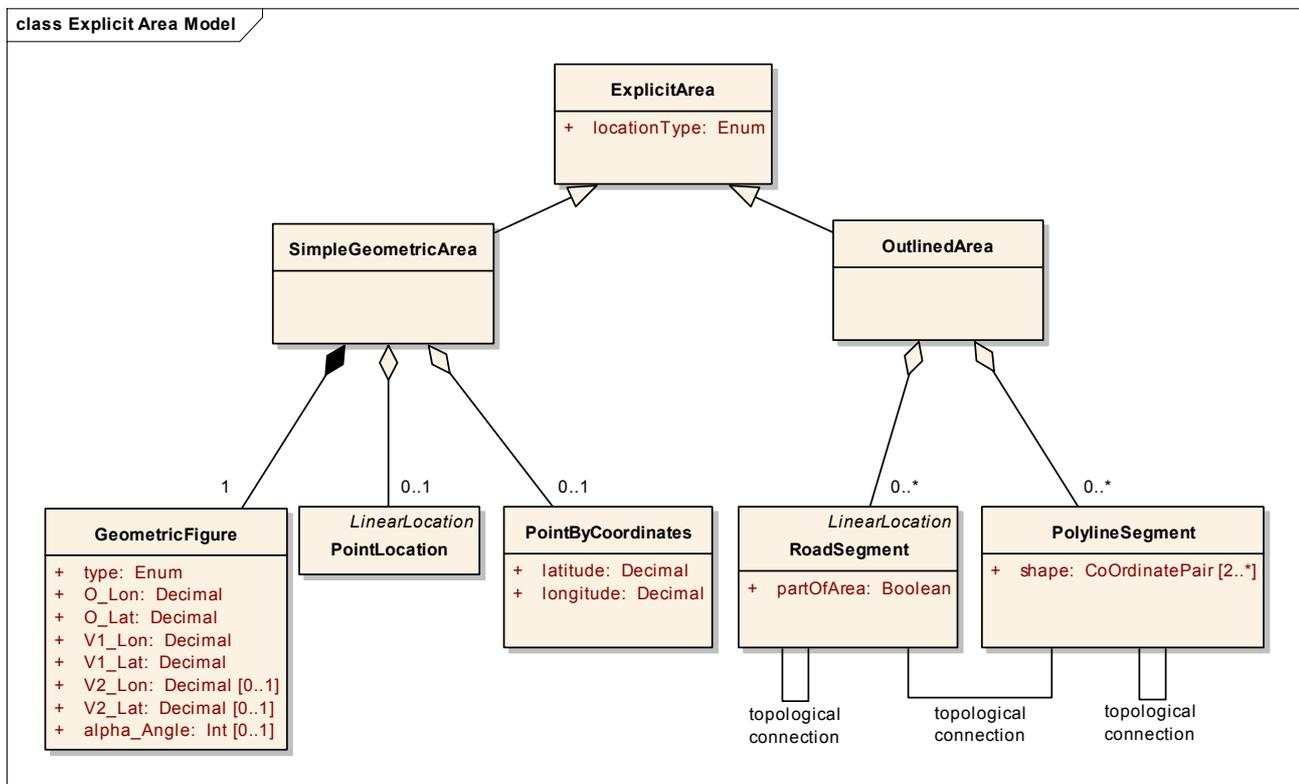 class Explicit Area Model
ExplicitArea
+ locationType: Enum
SimpleGeometricArea
OutlinedArea
1
0..1
0..1
0..*
0..*
GeometricFigure
+ type: Enum
+ O_Lon: Decimal
+ O_Lat: Decimal
+ V1_Lon: Decimal
+ V1_Lat: Decimal
+ V2_Lon: Decimal [0..1]
+ V2_Lat: Decimal [0..1]
+ alpha_Angle: Int [0..1]
LinearLocation
PointLocation
PointByCoordinates
+ latitude: Decimal
+ longitude: Decimal
LinearLocation
RoadSegment
+ partOfArea: Boolean
PolylineSegment
+ shape: CoOrdinatePair [2..*]
topological
connection
topological
connection
topological
connection